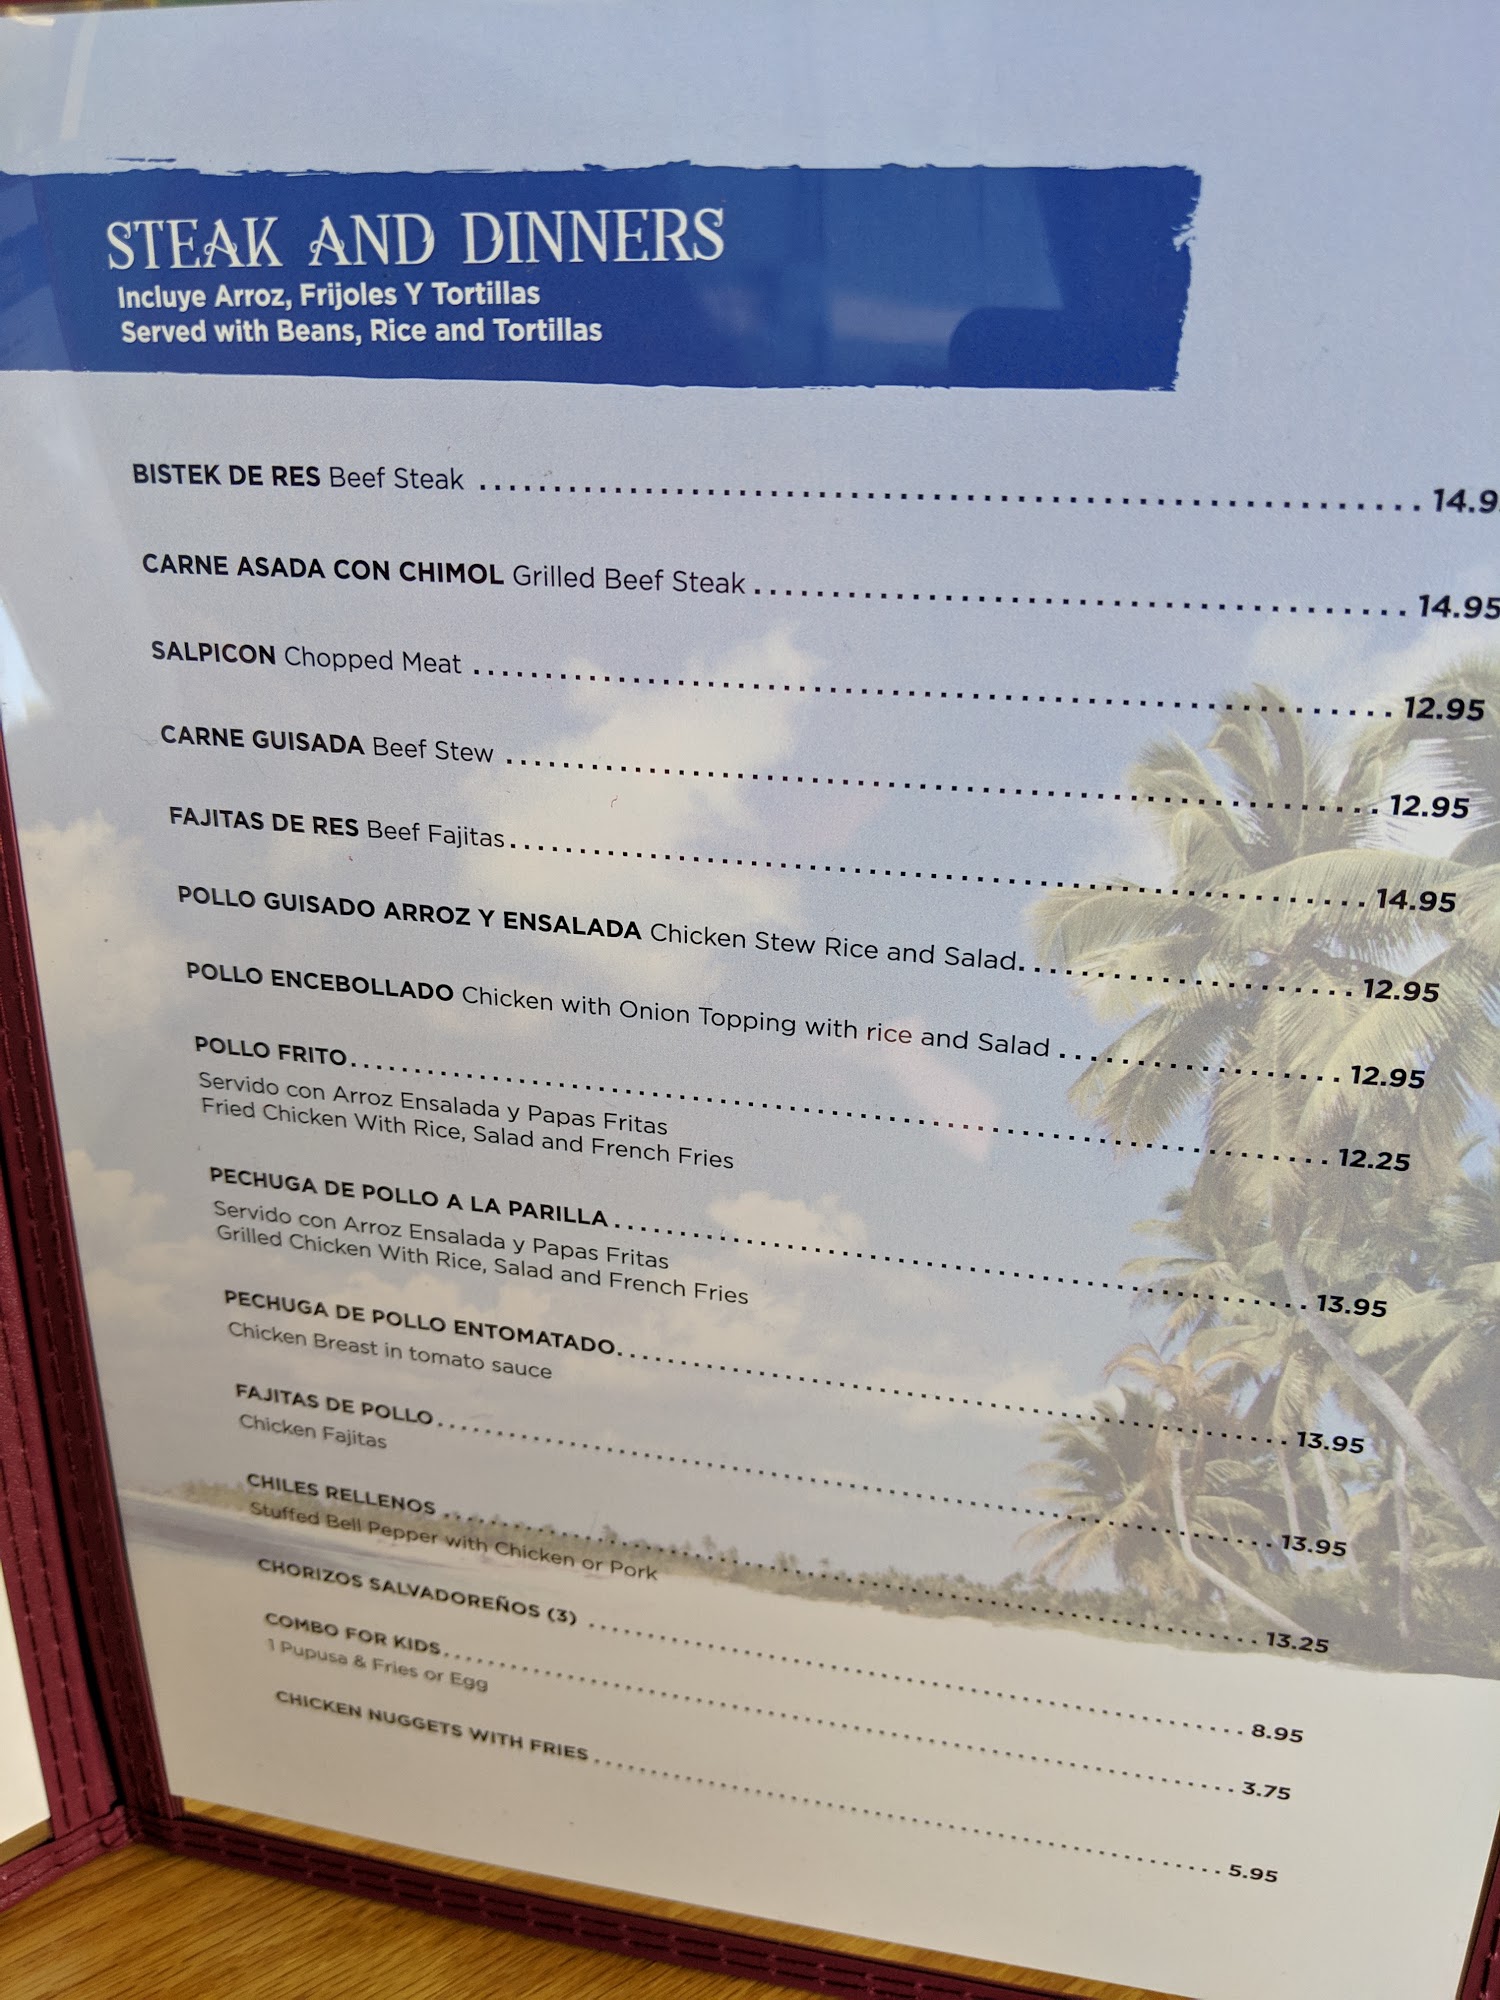 STEAK AND DINNERS
Incluye Arroz, Frijoles Y Tortillas
Served with Beans, Rice and Tortillas
BISTEK DE RES Beef Steak ........ 14.9
CARNE ASADA CON CHIMOL Grilled Beef Steak ........ 14.95
SALPICON Chopped Meat ........ 12.95
CARNE GUISADA Beef Stew ........ 12.95
FAJITAS DE RES Beef Fajitas ........ 14.95
POLLO GUISADO ARROZ Y ENSALADA Chicken Stew Rice and Salad ........ 12.95
POLLO ENCEBOLLADO Chicken with Onion Topping with rice and Salad ........ 12.95
POLLO FRITO ........ 12.25
Servido con Arroz Ensalada y Papas Fritas
Fried Chicken With Rice, Salad and French Fries
PECHUGA DE POLLO A LA PARILLA ........ 13.95
Servido con Arroz Ensalada y Papas Fritas
Grilled Chicken With Rice, Salad and French Fries
PECHUGA DE POLLO ENTOMATADO ........ 13.95
Chicken Breast in tomato sauce
FAJITAS DE POLLO ........ 13.95
Chicken Fajitas
CHILES RELLENOS ........ 13.25
Stuffed Bell Pepper with Chicken or Pork
CHORIZOS SALVADOREÑOS (3) ........ 8.95
COMBO FOR KIDS ........ 3.75
1 Pupusa & Fries or Egg
CHICKEN NUGGETS WITH FRIES ........ 5.95